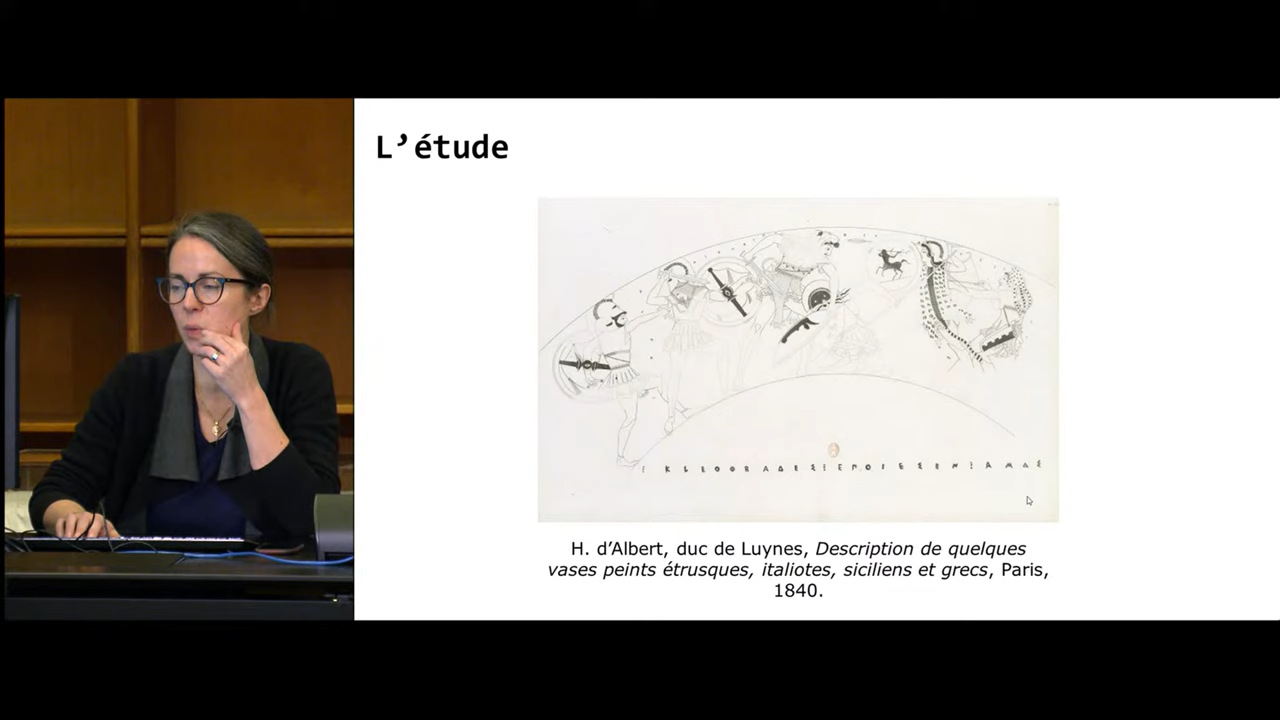 L’étude
H. d’Albert, duc de Luynes, Description de quelques
vases peints étrusques, italiotes, siciliens et grecs, Paris,
1840.